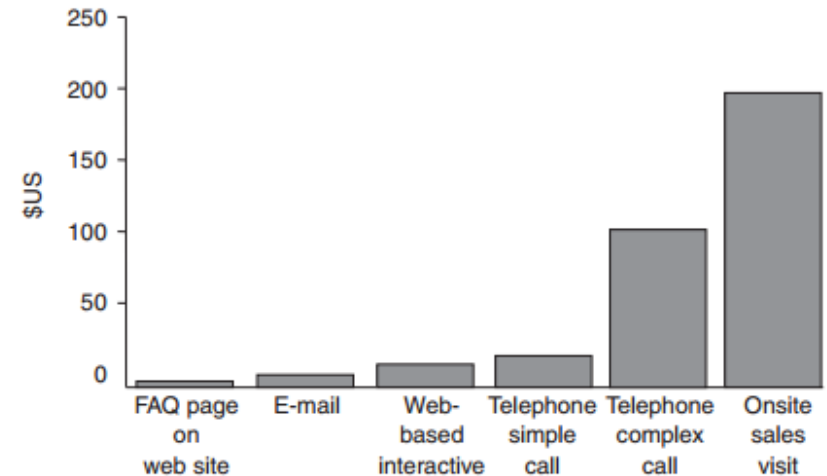 250
200
150
100
50
0
$US
FAQ page
on
web site
E-mail
Web-
based
interactive
Telephone
simple
call
Telephone
complex
call
Onsite
sales
visit